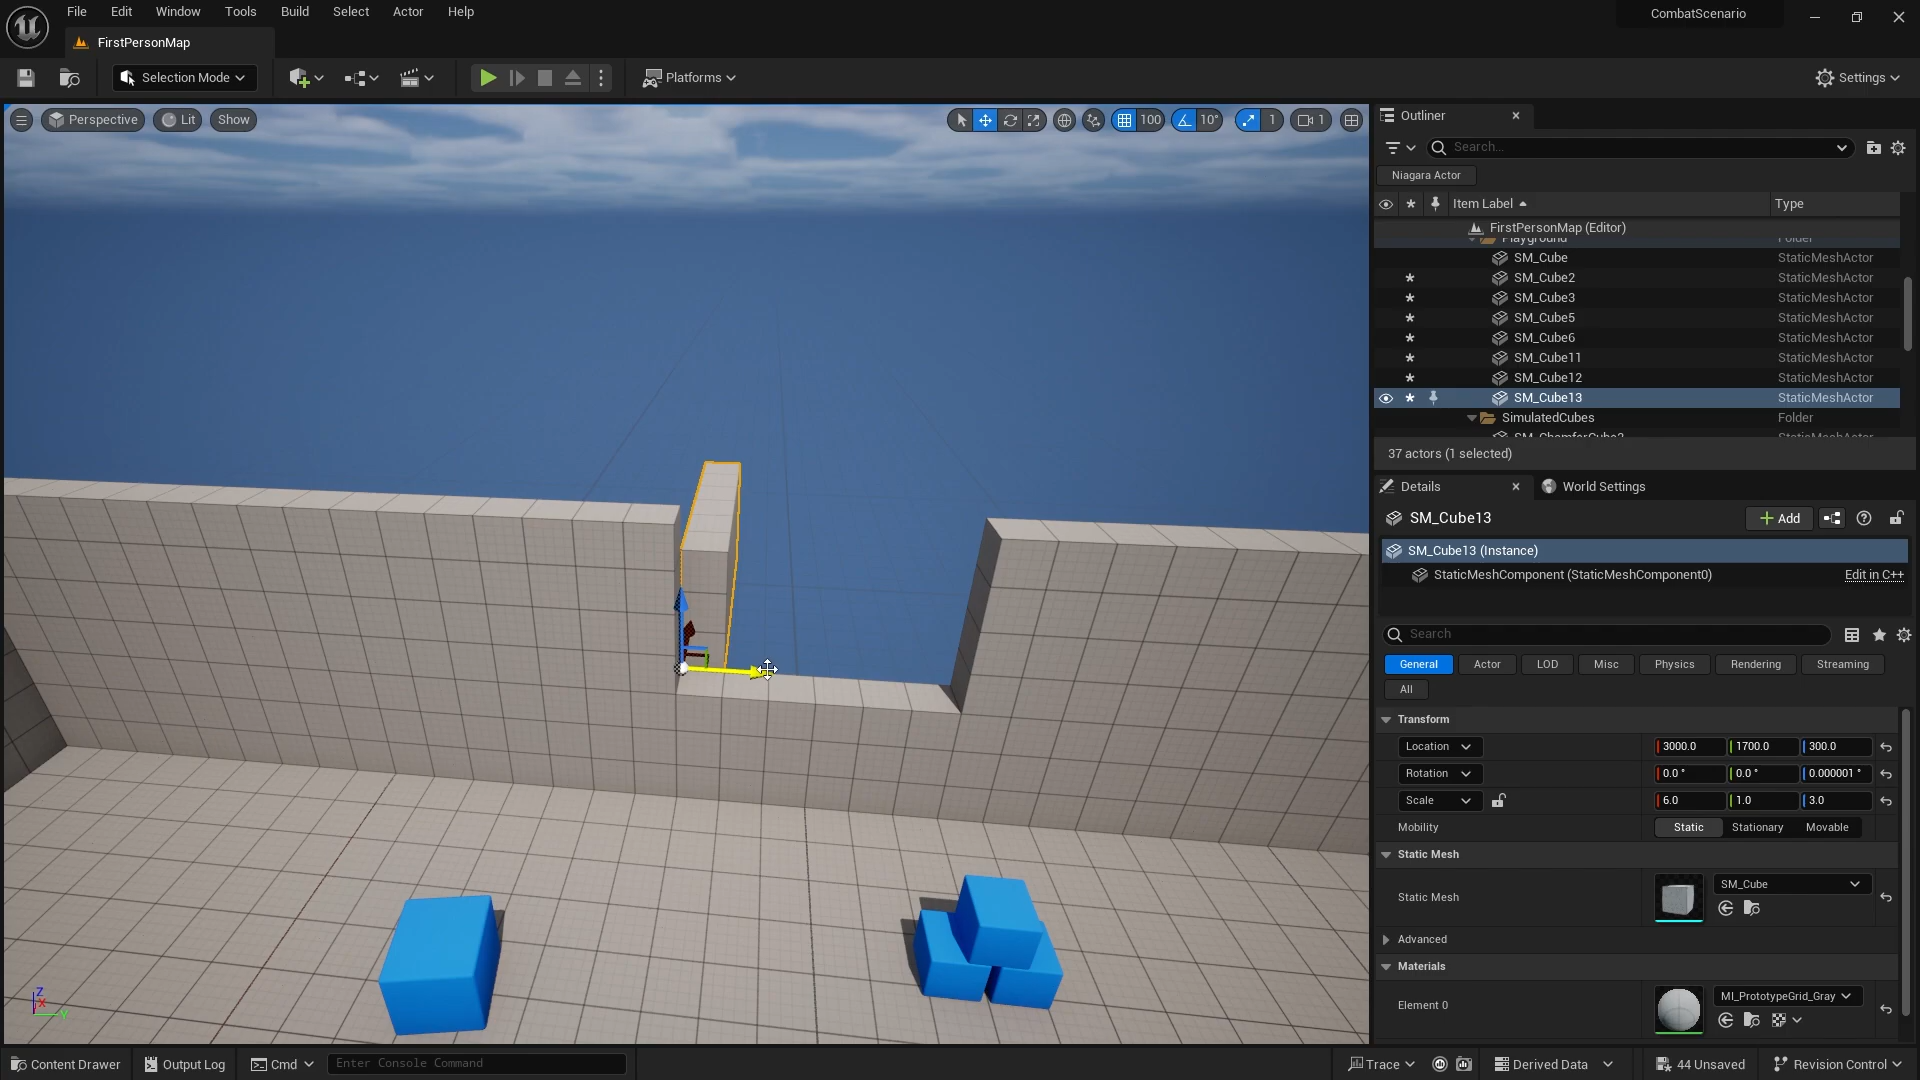 File Edit Window Tools Build Select Actor Help
CombatScenario
FirstPersonMap
Selection Mode
Platforms
Settings
Perspective Lit Show
100 10° 1 1
Outliner
Search...
Niagara Actor
Item Label Type
FirstPersonMap (Editor)
Playground Folder
SM_Cube StaticMeshActor
SM_Cube2 StaticMeshActor
SM_Cube3 StaticMeshActor
SM_Cube5 StaticMeshActor
SM_Cube6 StaticMeshActor
SM_Cube11 StaticMeshActor
SM_Cube12 StaticMeshActor
SM_Cube13 StaticMeshActor
SimulatedCubes Folder
37 actors (1 selected)
Details World Settings
SM_Cube13 Add
SM_Cube13 (Instance)
StaticMeshComponent (StaticMeshComponent0) Edit in C++
Search
General Actor LOD Misc Physics Rendering Streaming
All
Transform
Location 3000.0 1700.0 300.0
Rotation 0.0 ° 0.0 ° 0.000001 °
Scale 6.0 1.0 3.0
Mobility Static Stationary Movable
Static Mesh
Static Mesh SM_Cube
Advanced
Materials
Element 0 MI_PrototypeGrid_Gray
Z
X
Y
Content Drawer Output Log Cmd Enter Console Command Trace Derived Data 44 Unsaved Revision Control